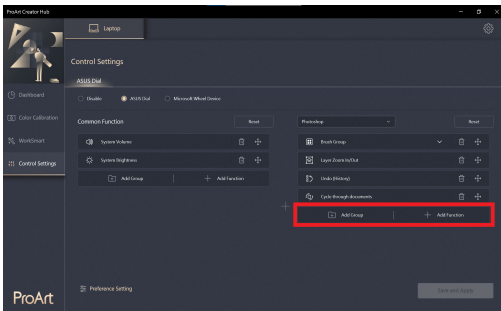 ProArt Creator Hub
Laptop
Control Settings
ASUS Dial
Disable ASUS Dial Microsoft Wheel Device
Dashboard
Color Calibration
WorkSmart
Control Settings
Common Function Reset
System Volume
System Brightness
Add Group Add Function
Photoshop Reset
Brush Group
Layer Zoom In/Out
Undo (History)
Cycle through documents
Add Group Add Function
Preference Setting
Save and Apply
ProArt